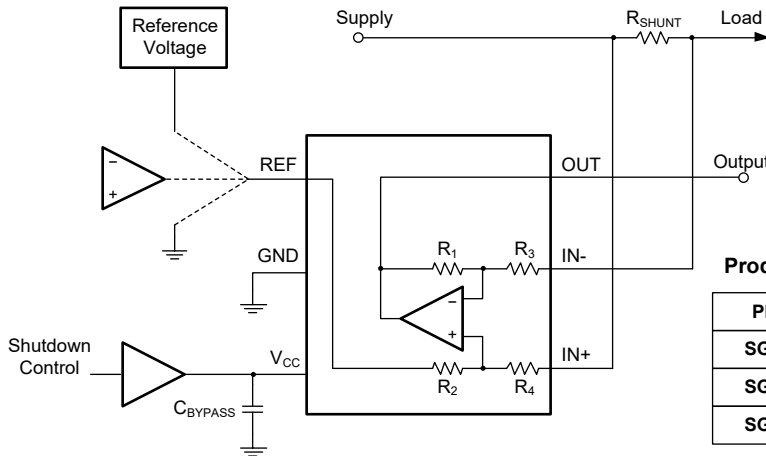 Reference
Voltage
Supply
RSHUNT
Load
−
+
REF
OUT
Output
GND
R1
R3
IN-
−
+
Shutdown
Control
VCC
R2
R4
IN+
CBYPASS